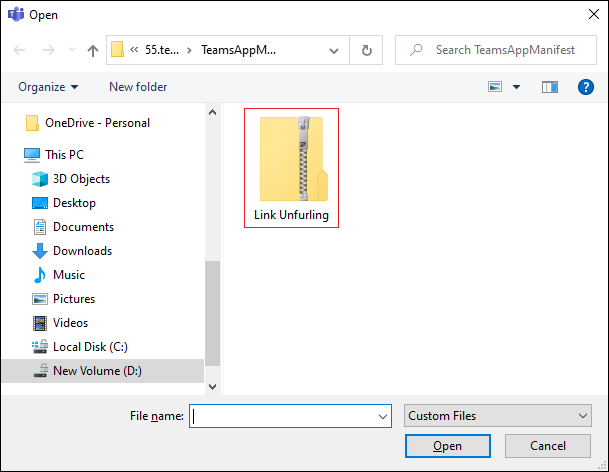 Open
« 55.te... > TeamsAppM...
Search TeamsAppManifest
Organize
New folder
?
OneDrive - Personal
This PC
3D Objects
Desktop
Documents
Downloads
Music
Pictures
Videos
Local Disk (C:)
New Volume (D:)
Link Unfurling
File name:
Custom Files
Open
Cancel